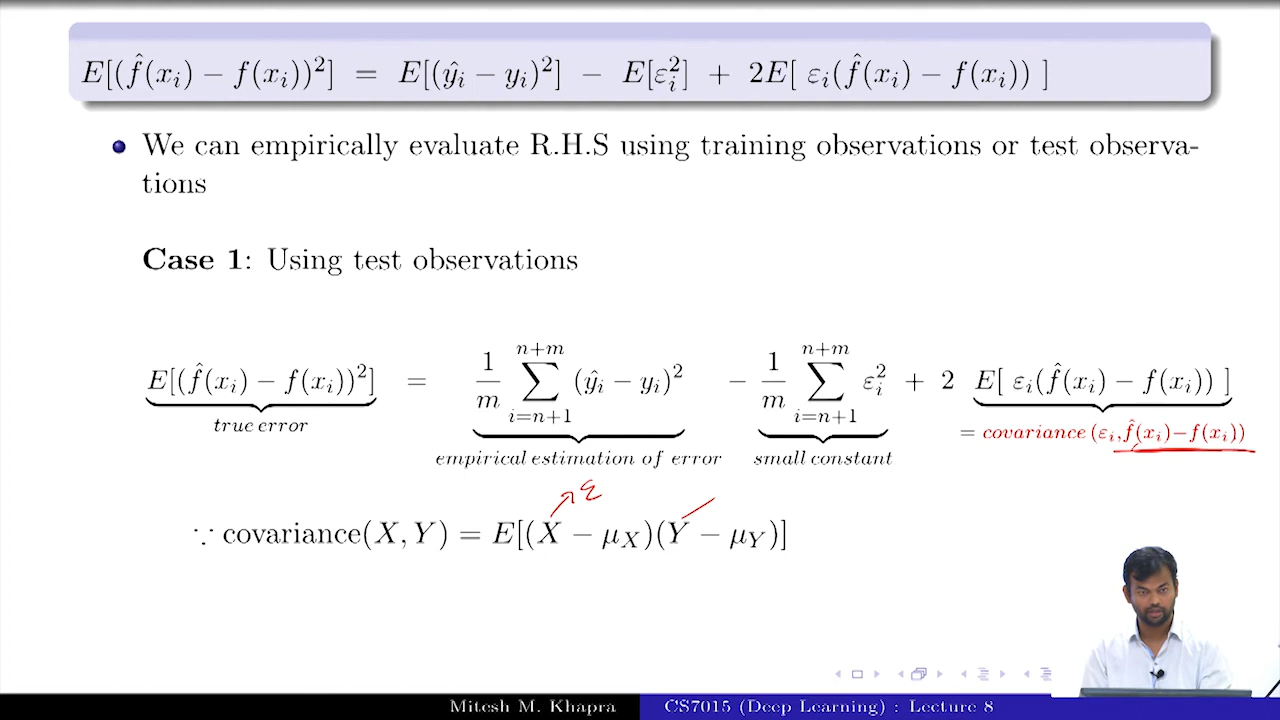 E[(f̂(xᵢ) − f(xᵢ))²] = E[(ŷᵢ − yᵢ)²] − E[εᵢ²] + 2E[ εᵢ(f̂(xᵢ) − f(xᵢ)) ]
We can empirically evaluate R.H.S using training observations or test observa-
tions
Case 1: Using test observations
E[(f̂(xᵢ) − f(xᵢ))²] = 1/m ∑_{i=n+1}^{n+m} (ŷᵢ − yᵢ)² − 1/m ∑_{i=n+1}^{n+m} εᵢ² + 2 E[ εᵢ(f̂(xᵢ) − f(xᵢ)) ]
true error
= covariance (εᵢ, f̂(xᵢ)−f(xᵢ))
empirical estimation of error small constant
ε
∵ covariance(X, Y) = E[(X − μ_X)(Y − μ_Y)]
Mitesh M. Khapra CS7015 (Deep Learning) : Lecture 8